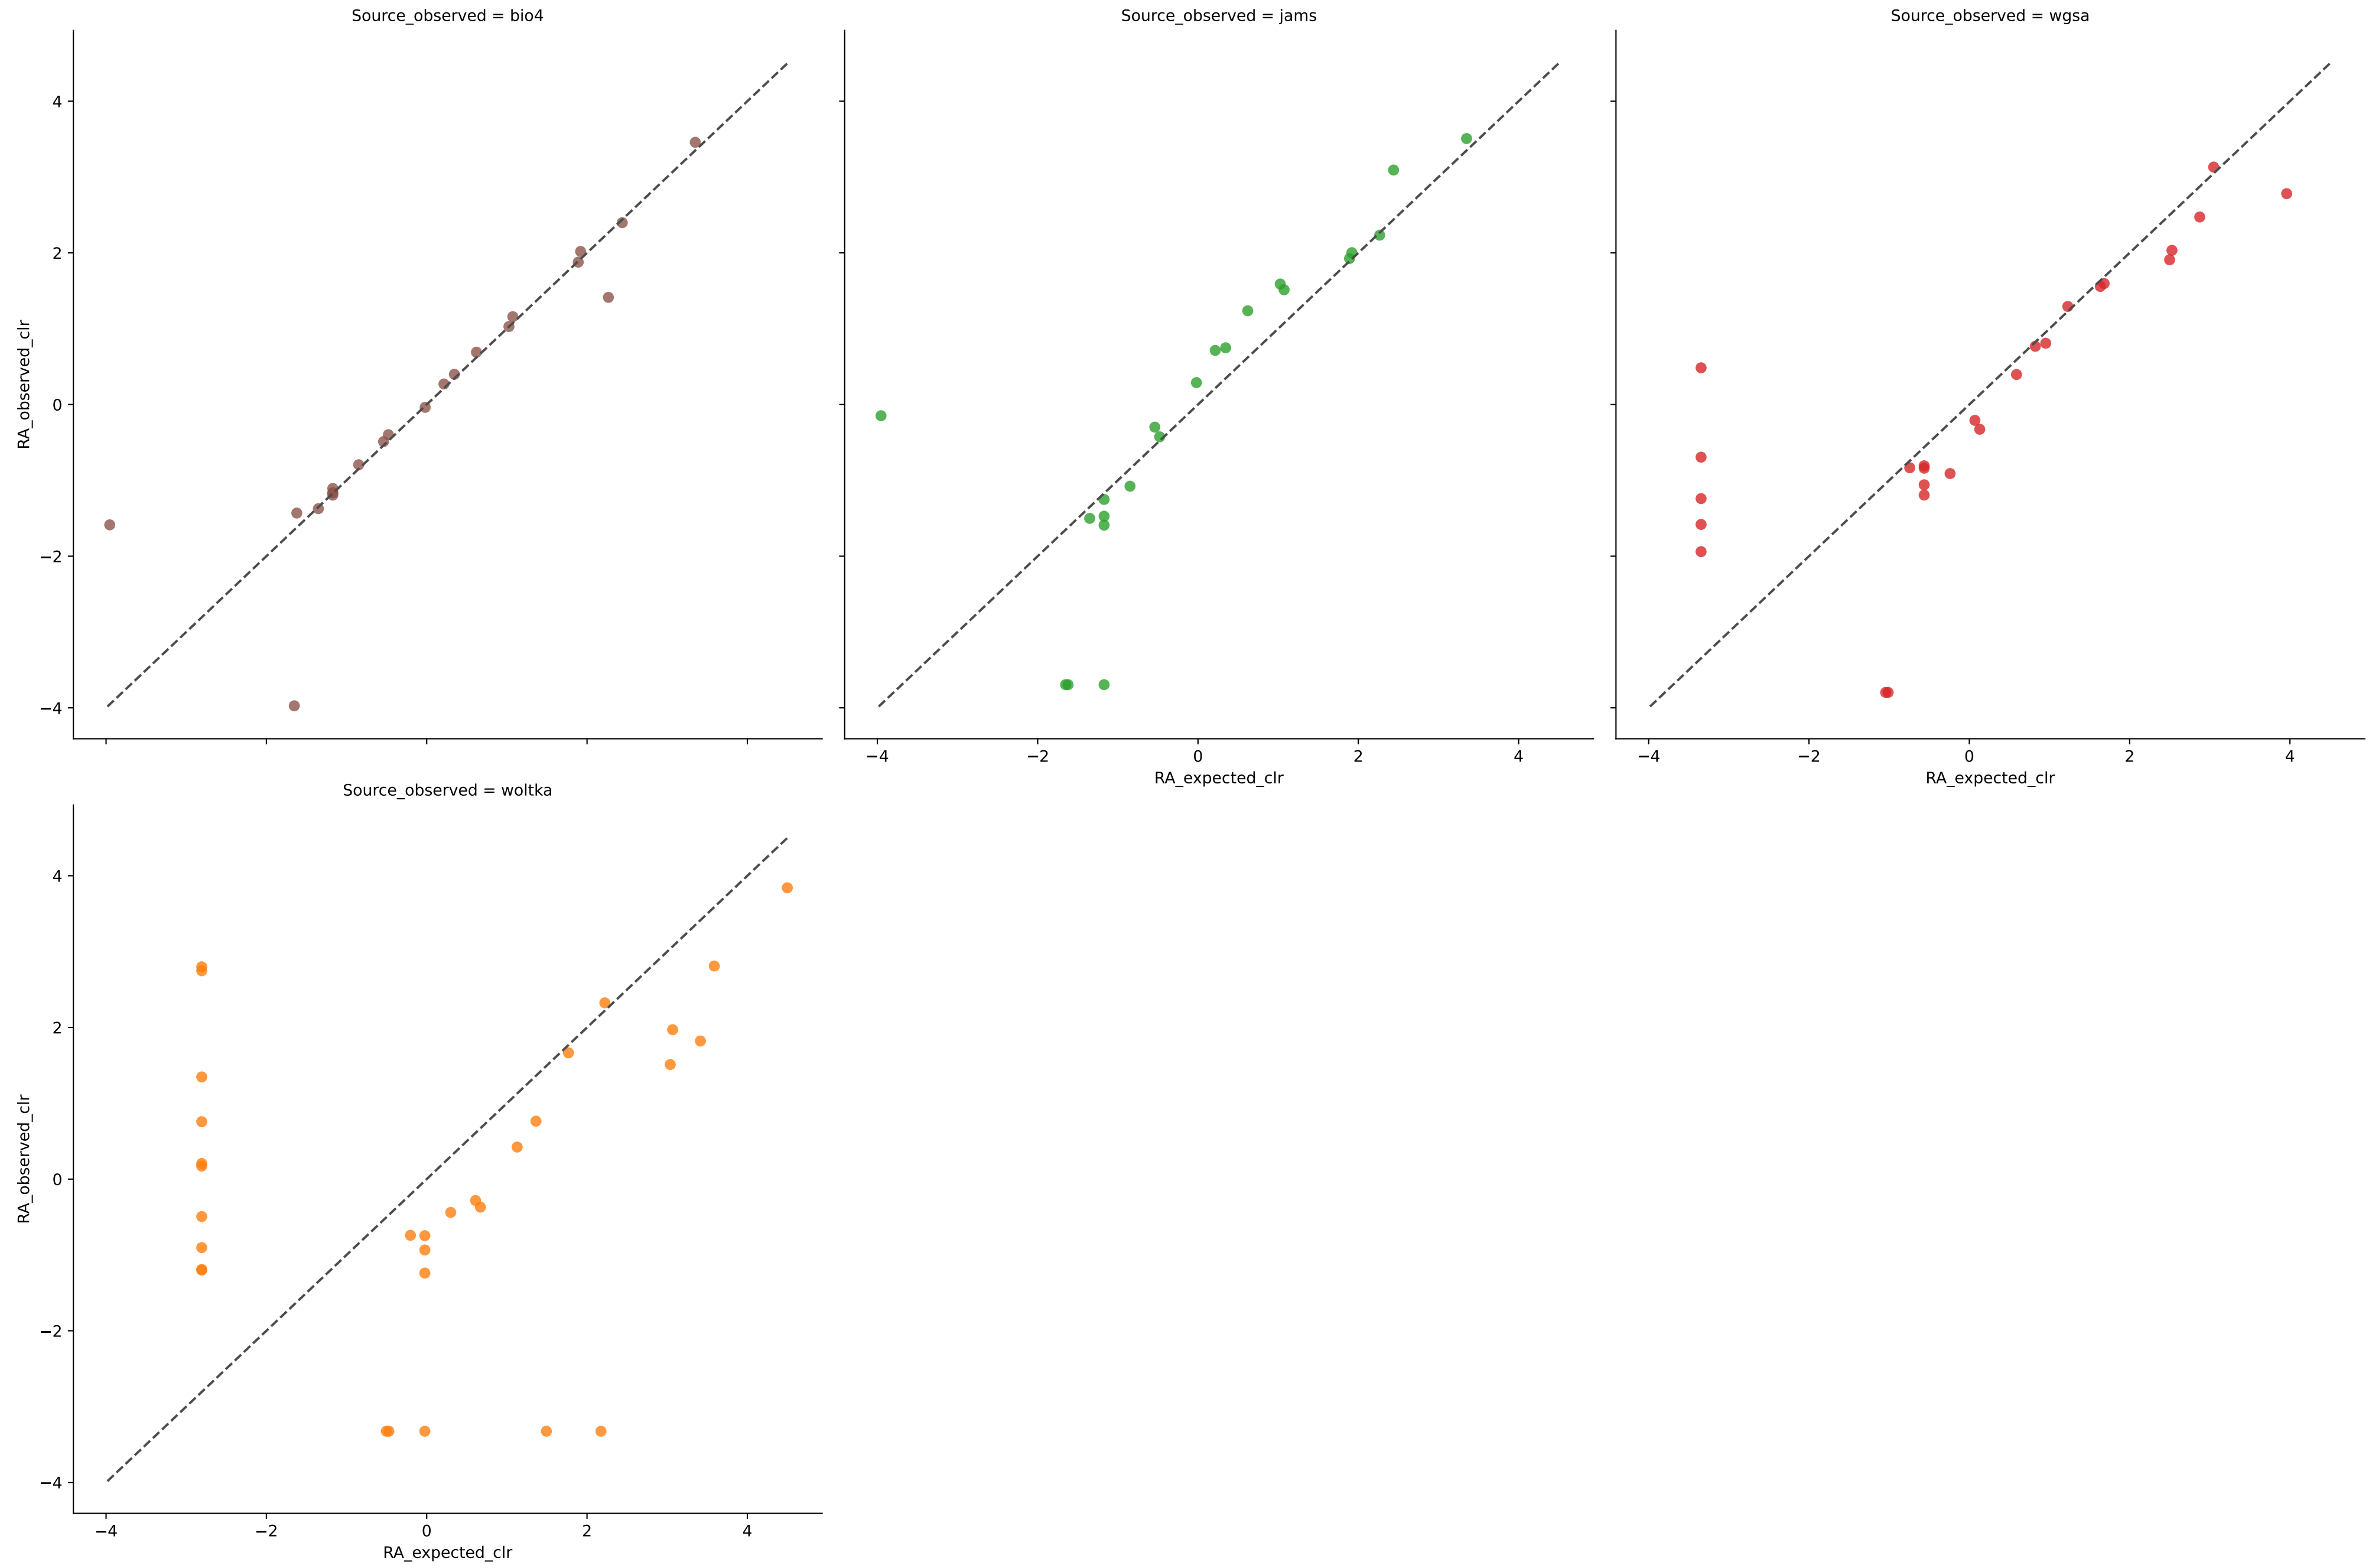 Source_observed = bio4
Source_observed = jams
Source_observed = wgsa
4
2
0
−2
−4
RA_observed_clr
−4
−2
0
2
4
RA_expected_clr
−4
−2
0
2
4
RA_expected_clr
Source_observed = woltka
4
2
0
−2
−4
RA_observed_clr
−4
−2
0
2
4
RA_expected_clr